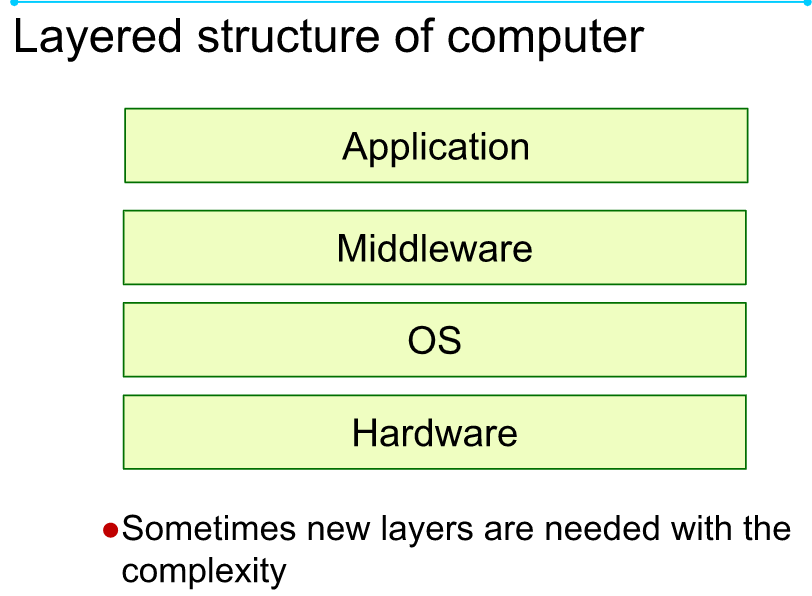 Layered structure of computer
Application
Middleware
OS
Hardware
●Sometimes new layers are needed with the
complexity